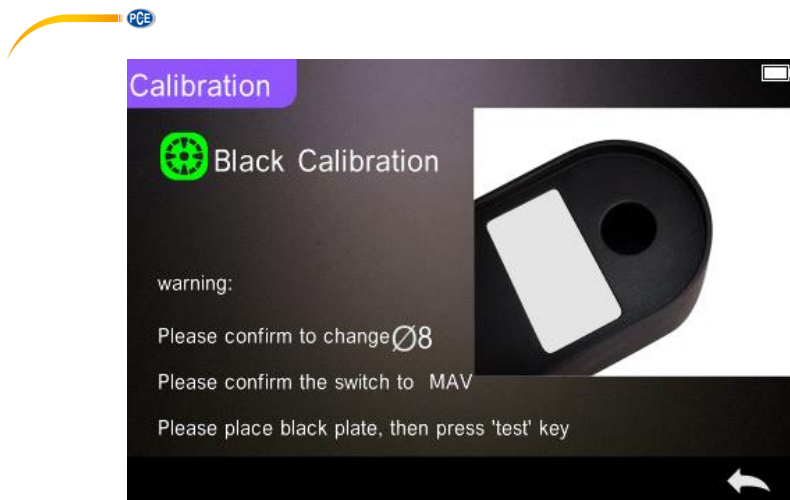 PCE
Calibration
Black Calibration
warning:
Please confirm to change Ø8
Please confirm the switch to MAV
Please place black plate, then press 'test' key